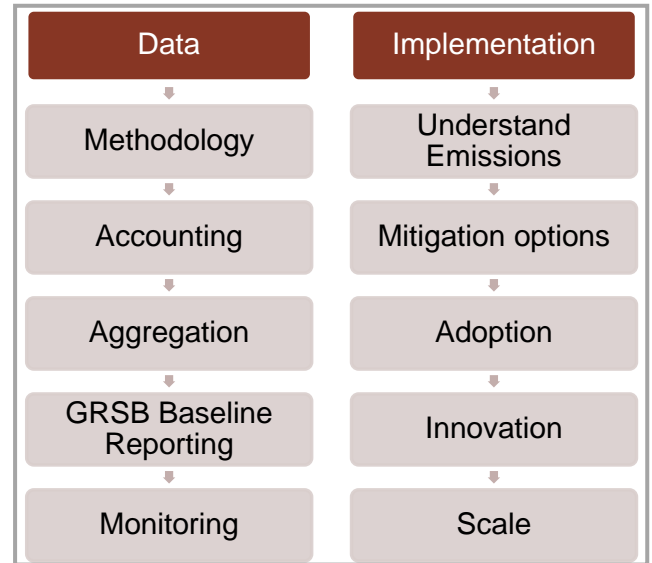 Data
Methodology
Accounting
Aggregation
GRSB Baseline
Reporting
Monitoring
Implementation
Understand
Emissions
Mitigation options
Adoption
Innovation
Scale